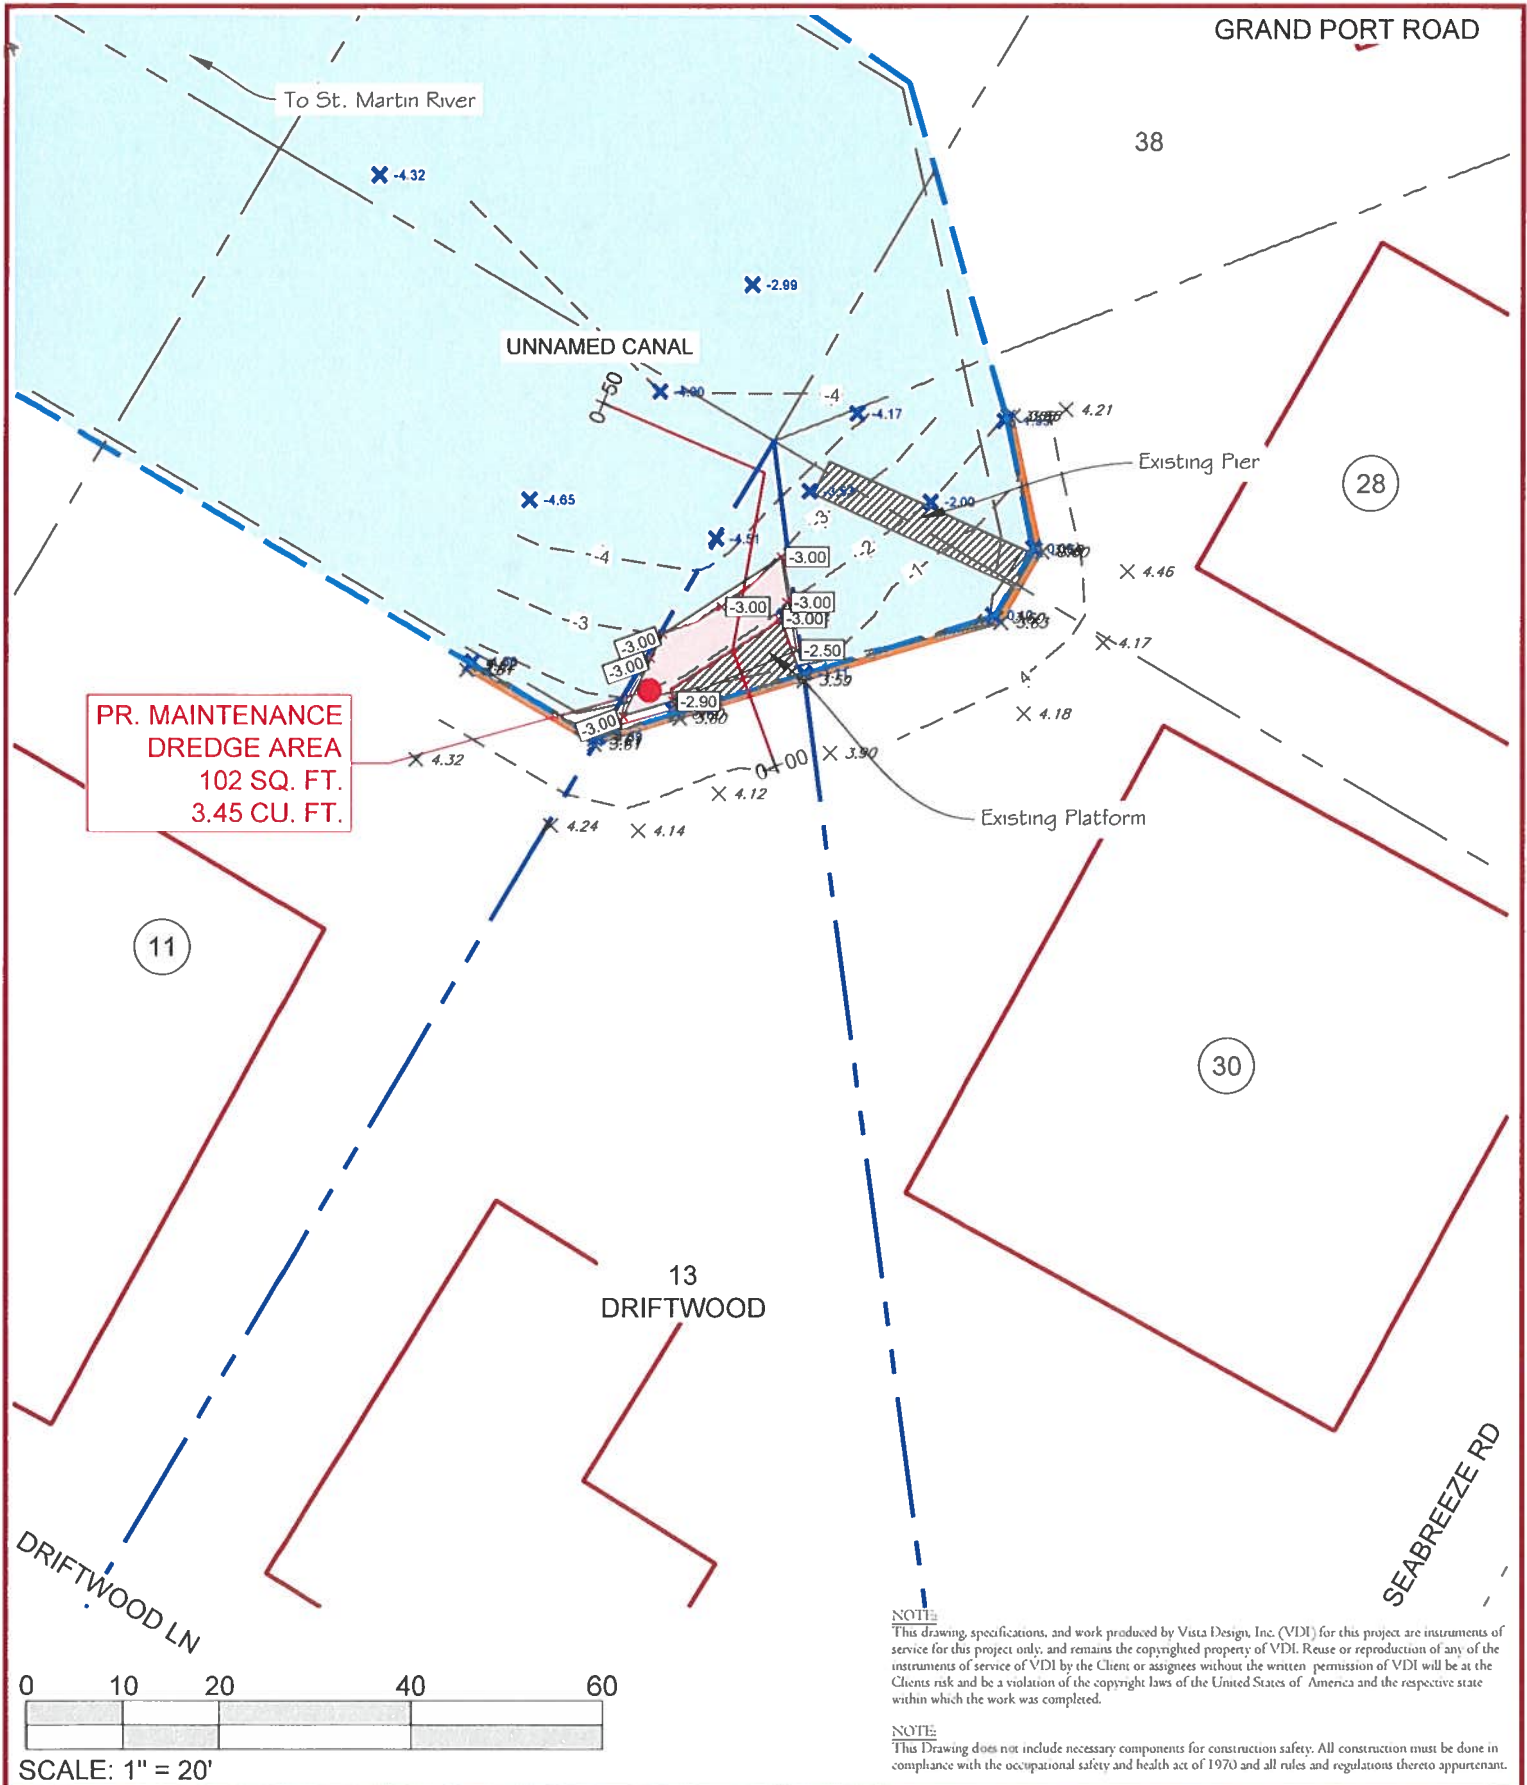 GRAND PORT ROAD
To St. Martin River
38
-4.32
-2.99
UNNAMED CANAL
0+50
-4
-4.17
4.21
Existing Pier
28
-4.65
-2.00
-3
-4.51
-4
-2
-1
-3.00
4.46
-3.00
-3.00
-3.00
-3
-3.00
-3.00
-2.50
4.17
3.59
4
-2.90
-3.00
4.18
PR. MAINTENANCE
DREDGE AREA
102 SQ. FT.
3.45 CU. FT.
4.32
0+00
3.90
4.12
4.24
4.14
Existing Platform
11
30
13
DRIFTWOOD
DRIFTWOOD LN
SEABREEZE RD
NOTE:
This drawing, specifications, and work produced by Vista Design, Inc. (VDI) for this project are instruments of
service for this project only, and remains the copyrighted property of VDI. Reuse or reproduction of any of the
instruments of service of VDI by the Client or assignees without the written permission of VDI will be at the
Clients risk and be a violation of the copyright laws of the United States of America and the respective state
within which the work was completed.
NOTE:
This Drawing does not include necessary components for construction safety. All construction must be done in
compliance with the occupational safety and health act of 1970 and all rules and regulations thereto appurtenant.
0 10 20 40 60
SCALE: 1" = 20'